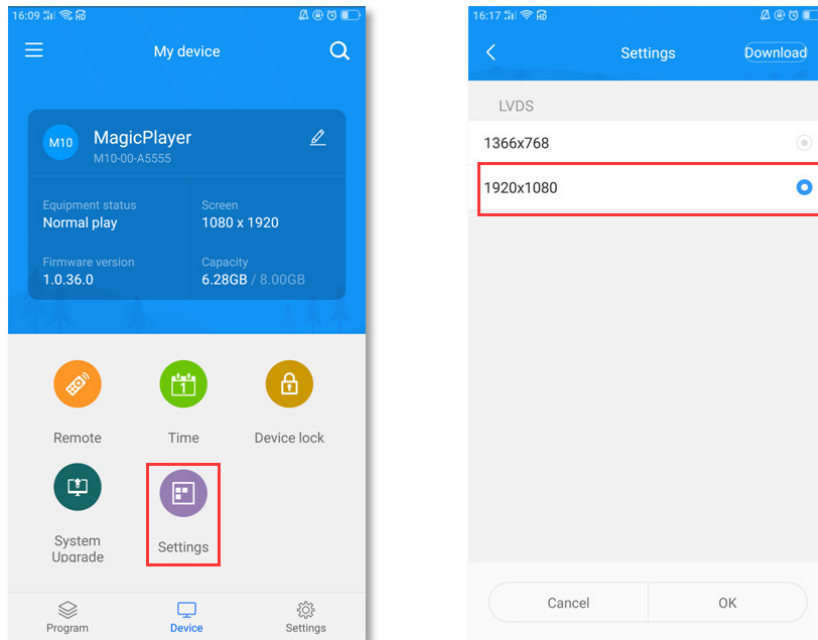 16:09
My device
M10
MagicPlayer
M10-00-A5555
Equipment status
Normal play
Screen
1080 x 1920
Firmware version
1.0.36.0
Capacity
6.28GB / 8.00GB
1
Remote
Time
Device lock
System
Upgrade
Settings
Program
Device
Settings
16:17
Settings
Download
LVDS
1366x768
1920x1080
Cancel
OK